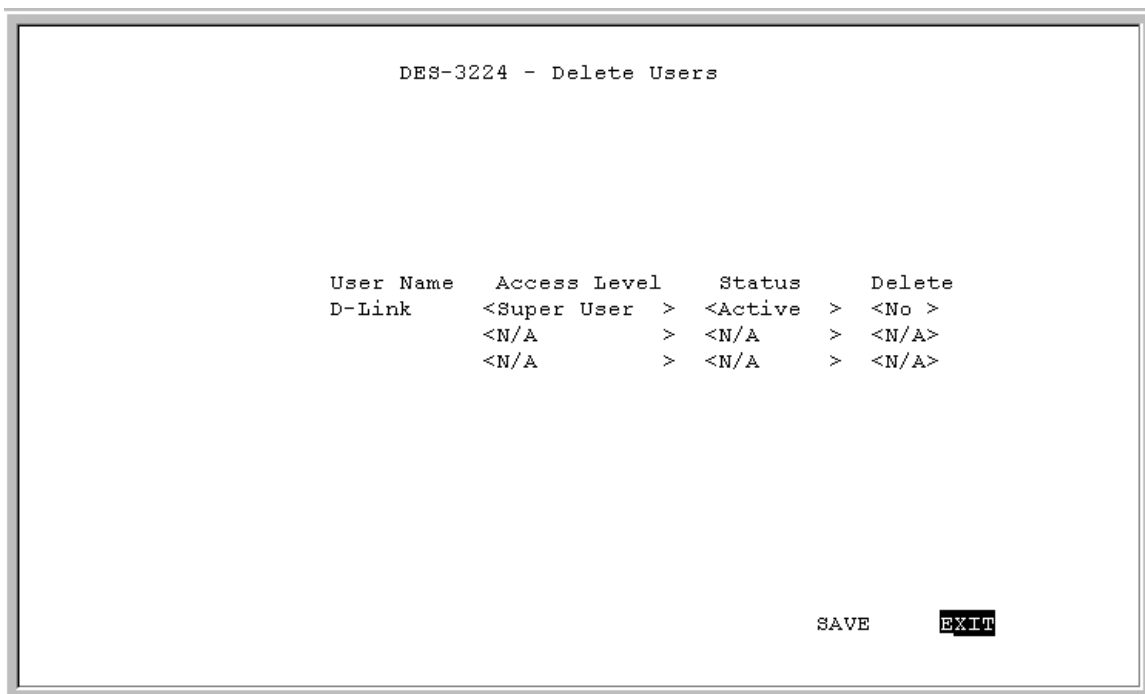 DES-3224 - Delete Users
User Name Access Level Status Delete
D-Link <Super User > <Active > <No >
<N/A > <N/A > <N/A>
<N/A > <N/A > <N/A>
SAVE EXIT